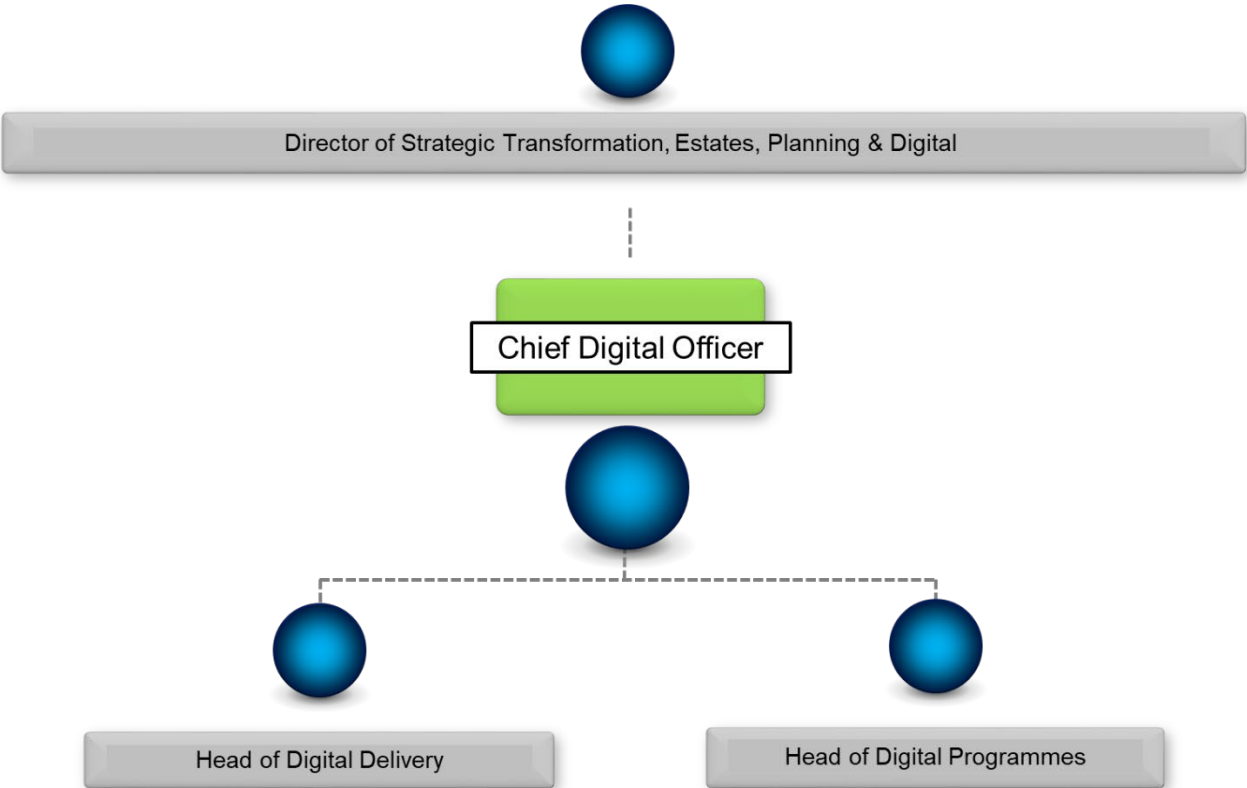 Director of Strategic Transformation, Estates, Planning & Digital
Chief Digital Officer
Head of Digital Delivery
Head of Digital Programmes